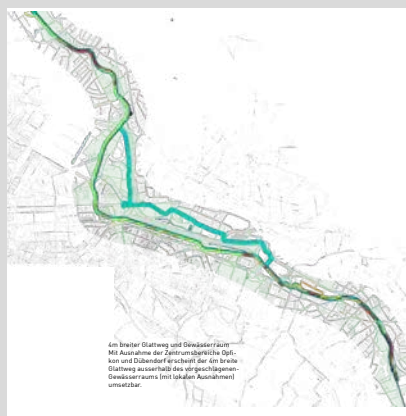 4m breiter Glattweg und Gewässerraum
Mit Ausnahme der Zentrumsbereiche Opfi-
kon und Dübendorf erscheint der 4m breite
Glattweg ausserhalb des vorgeschlagenen-
Gewässerraums (mit lokalen Ausnahmen)
umsetzbar.